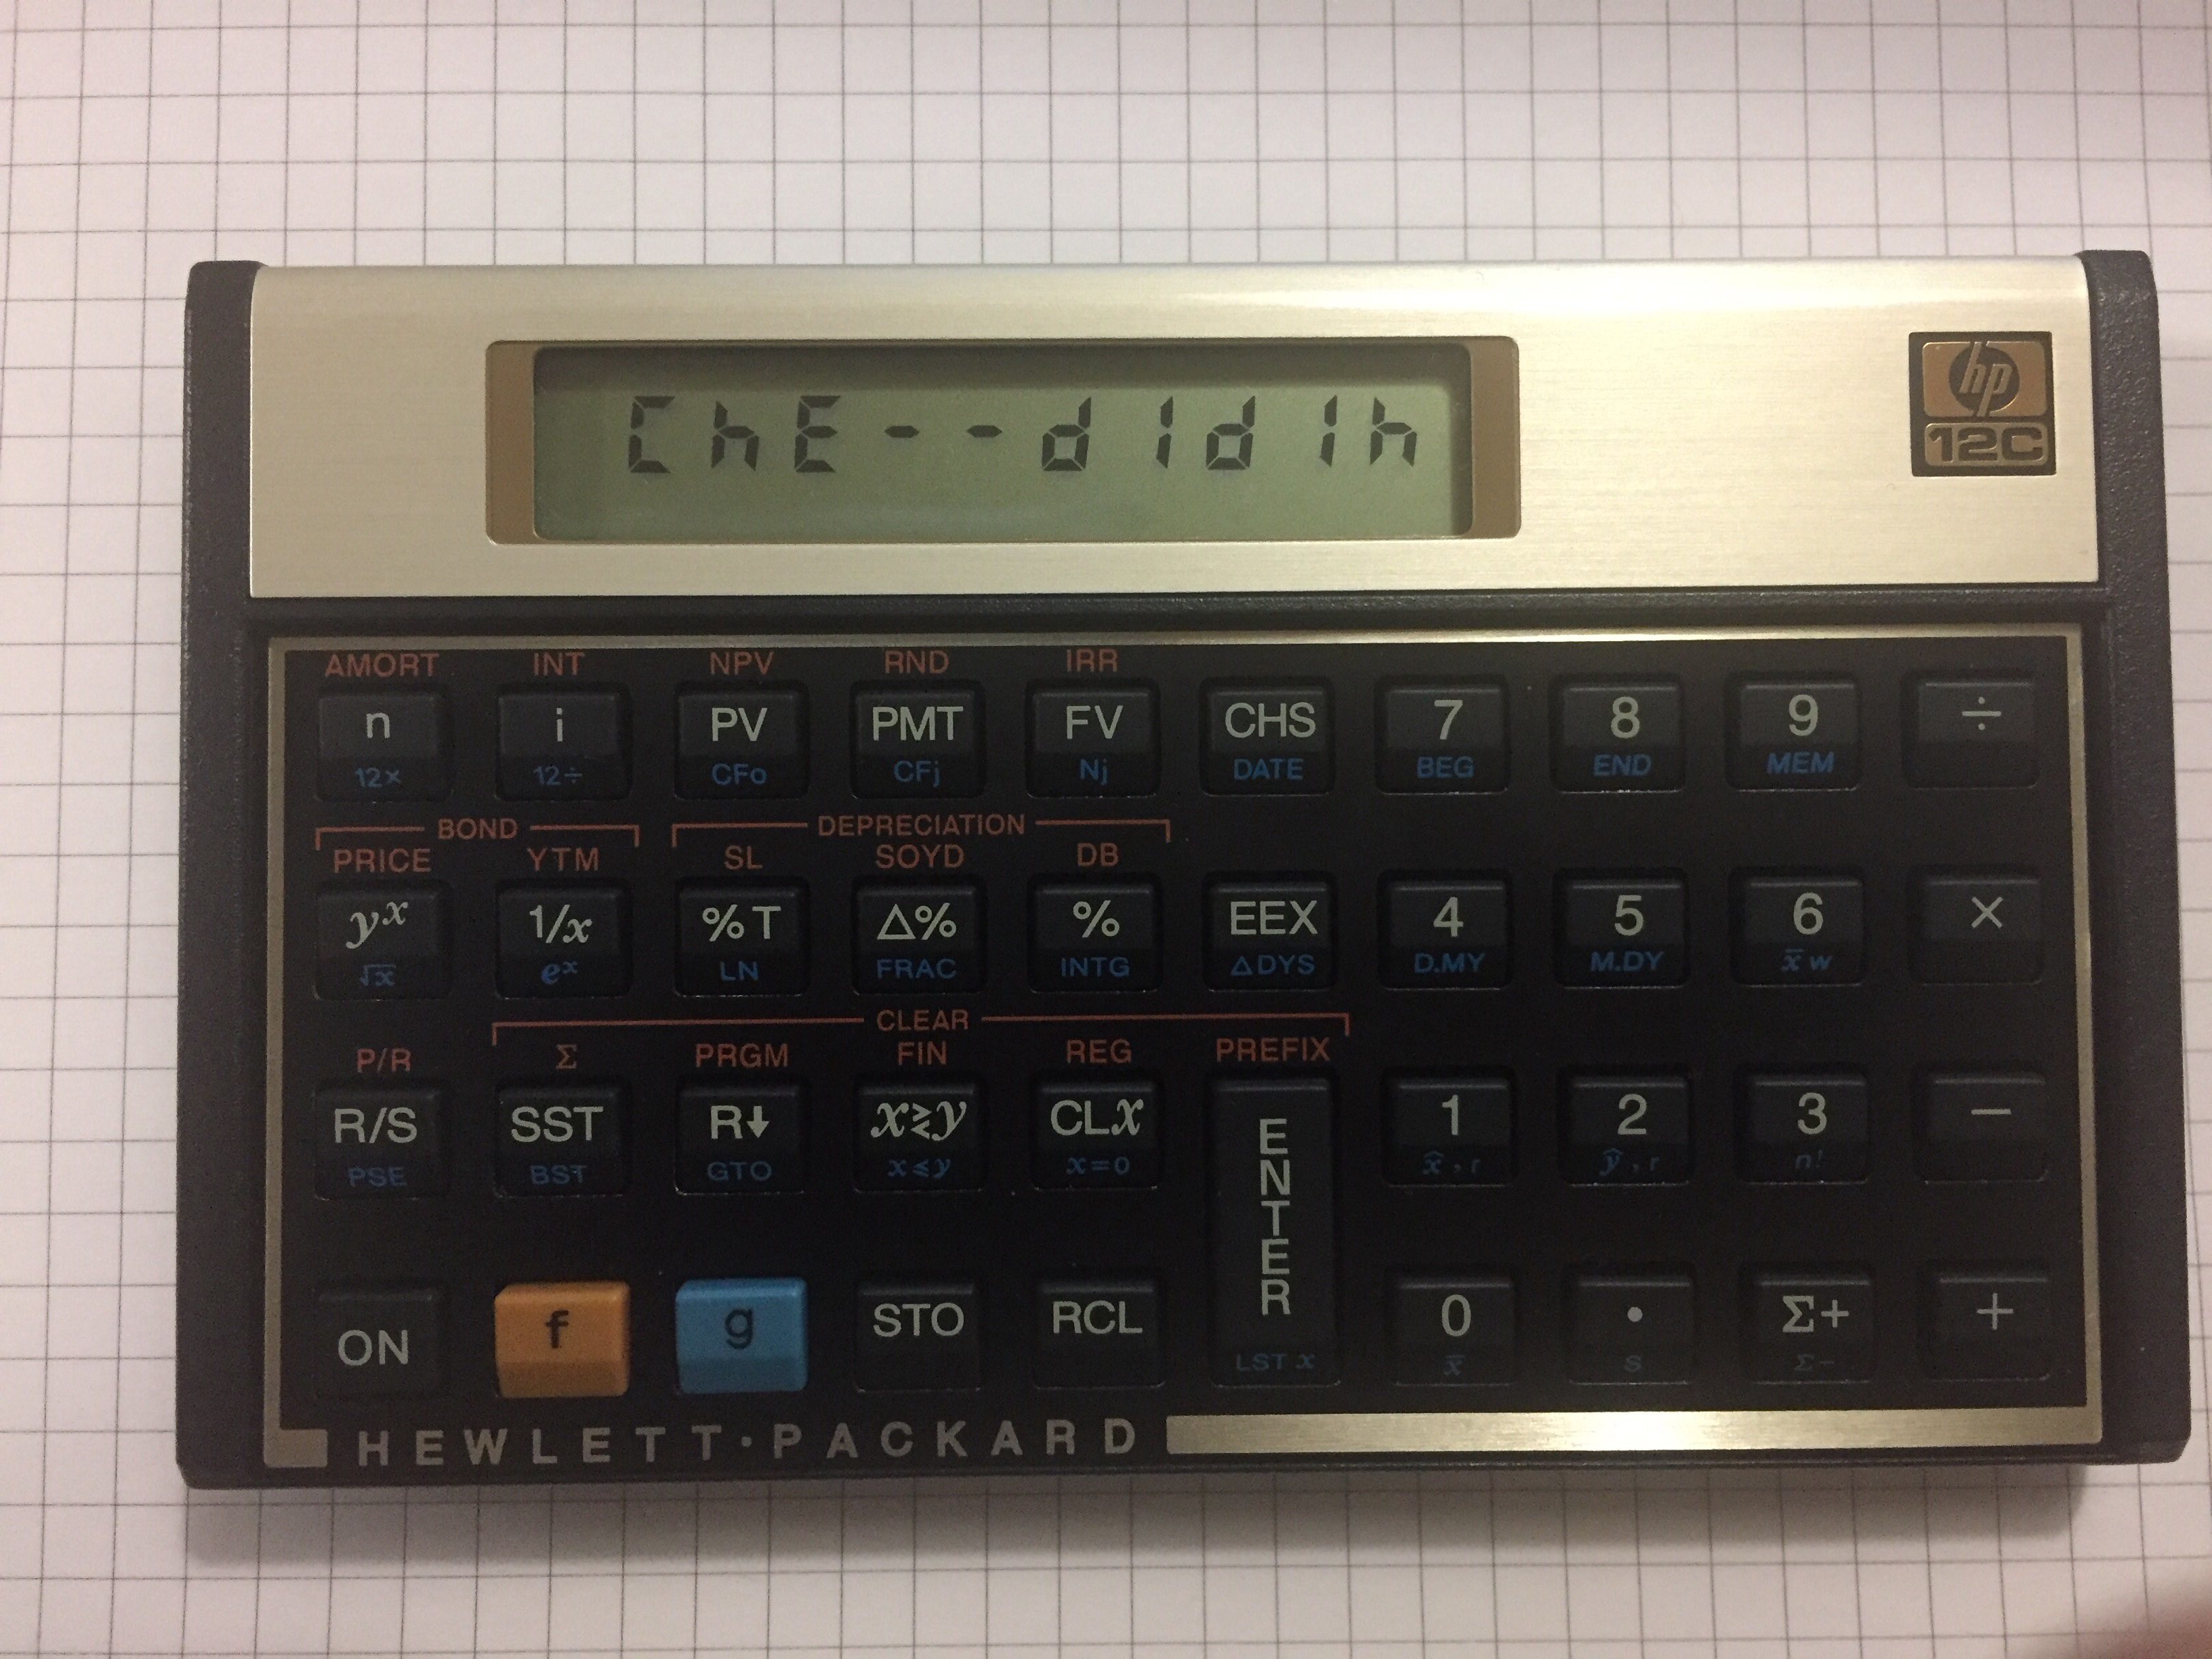 ChE--d1d1h
hp
12C
AMORT INT NPV RND IRR
n i PV PMT FV CHS 7 8 9 ÷
12× 12÷ CFo CFj Nj DATE BEG END MEM
BOND DEPRECIATION
PRICE YTM SL SOYD DB
yˣ 1/x %T Δ% % EEX 4 5 6 ×
√x eˣ LN FRAC INTG ΔDYS D.MY M.DY x̄w
CLEAR
P/R Σ PRGM FIN REG PREFIX
R/S SST R↓ x≷y CLx ENTER 1 2 3 −
PSE BST GTO x≤y x=0 x̂,r ŷ,r n!
ON f g STO RCL 0 • Σ+ +
LST x x̄ s Σ−
HEWLETT·PACKARD